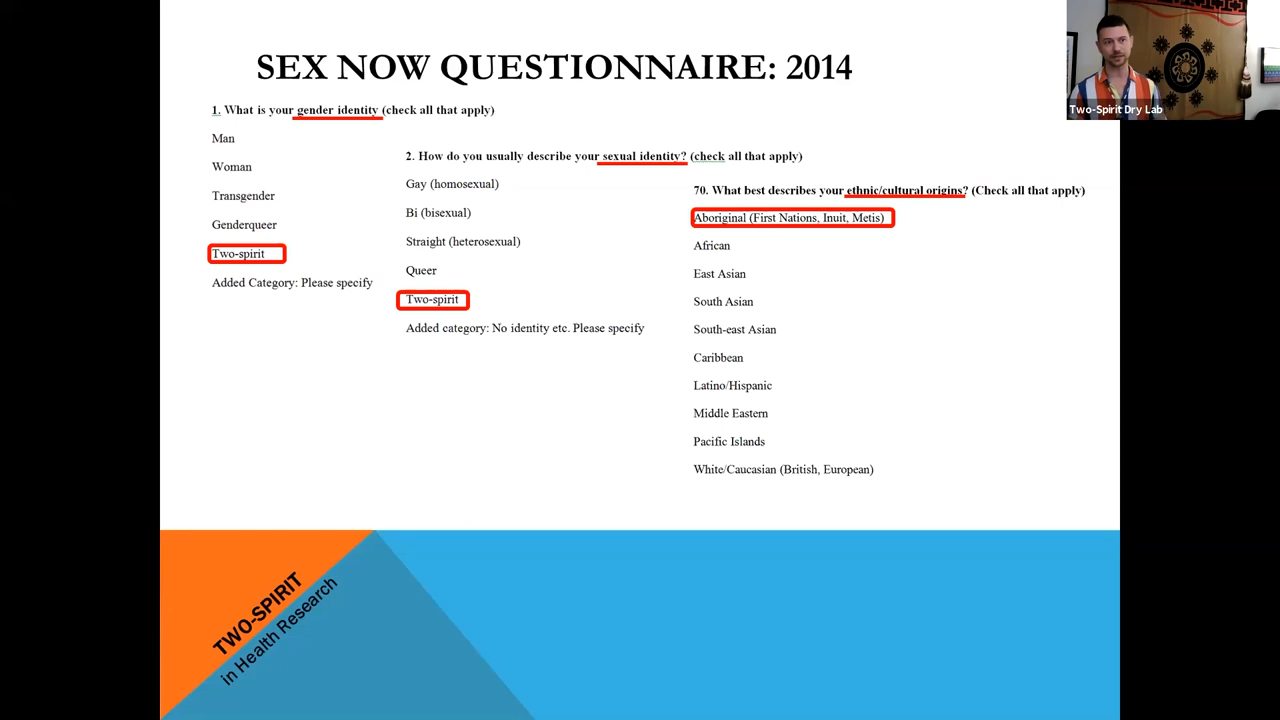 SEX NOW QUESTIONNAIRE: 2014
1. What is your gender identity (check all that apply)
Man
Woman
Transgender
Genderqueer
Two-spirit
Added Category: Please specify
2. How do you usually describe your sexual identity? (check all that apply)
Gay (homosexual)
Bi (bisexual)
Straight (heterosexual)
Queer
Two-spirit
Added category: No identity etc. Please specify
70. What best describes your ethnic/cultural origins? (Check all that apply)
Aboriginal (First Nations, Inuit, Metis)
African
East Asian
South Asian
South-east Asian
Caribbean
Latino/Hispanic
Middle Eastern
Pacific Islands
White/Caucasian (British, European)
TWO-SPIRIT
in Health Research
Two-Spirit Dry Lab